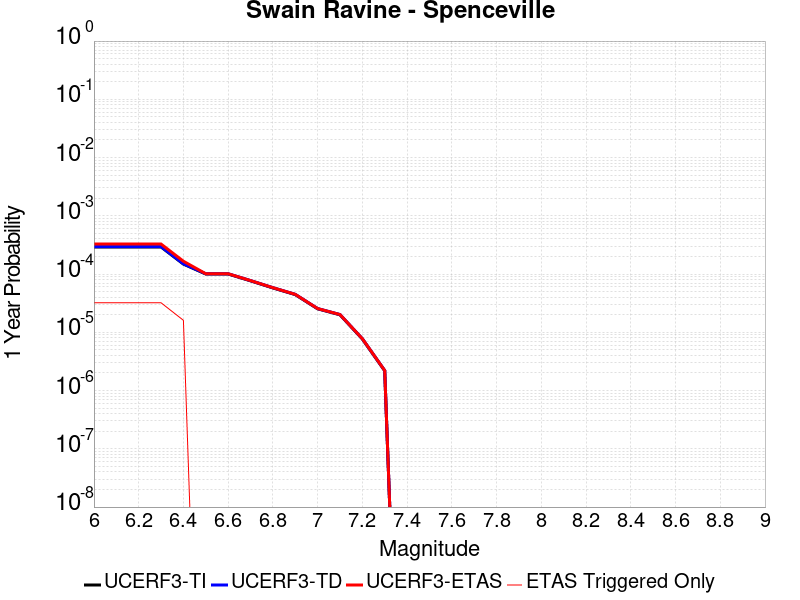 Swain Ravine - Spenceville
10^0
10^-1
10^-2
10^-3
10^-4
10^-5
10^-6
10^-7
10^-8
1 Year Probability
6 6.2 6.4 6.6 6.8 7 7.2 7.4 7.6 7.8 8 8.2 8.4 8.6 8.8 9
Magnitude
UCERF3-TI UCERF3-TD UCERF3-ETAS ETAS Triggered Only